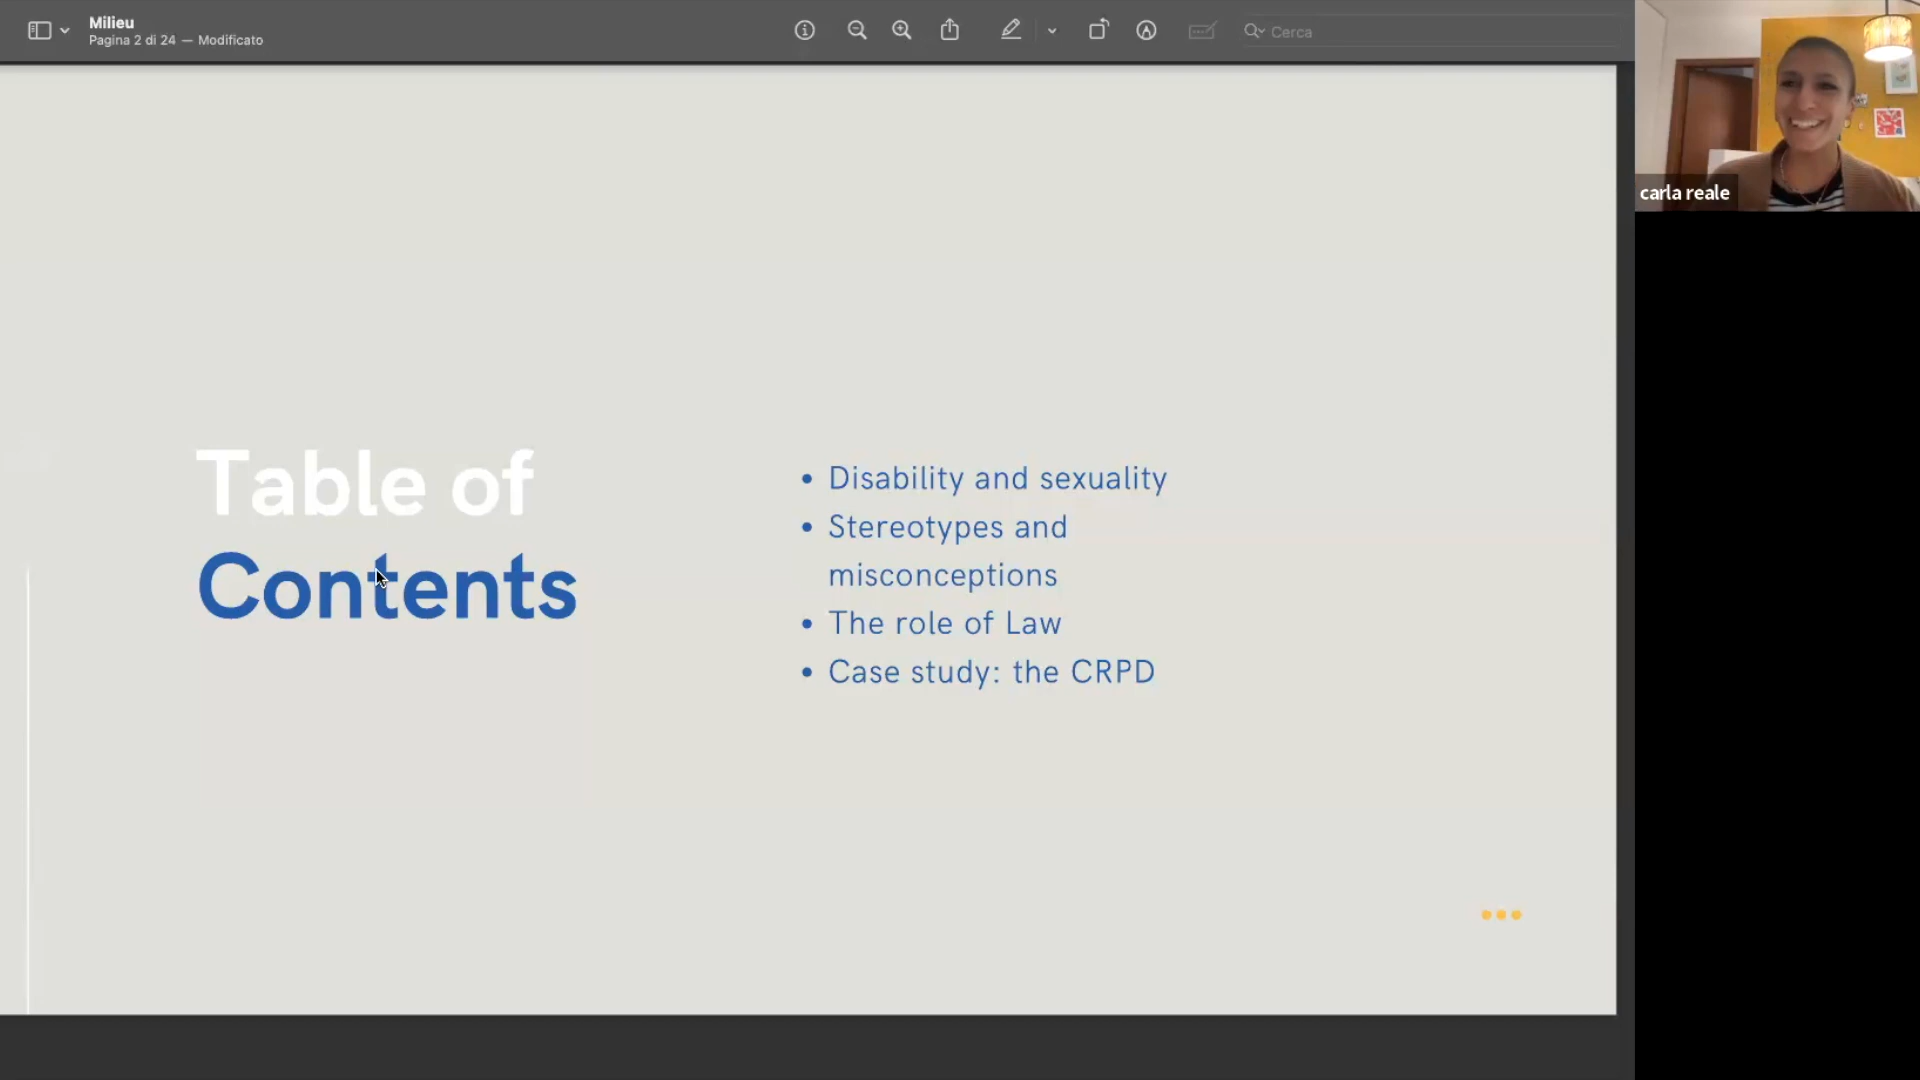 Milieu
Pagina 2 di 24 — Modificato
Cerca
carla reale
Table of
Contents
• Disability and sexuality
• Stereotypes and
misconceptions
• The role of Law
• Case study: the CRPD